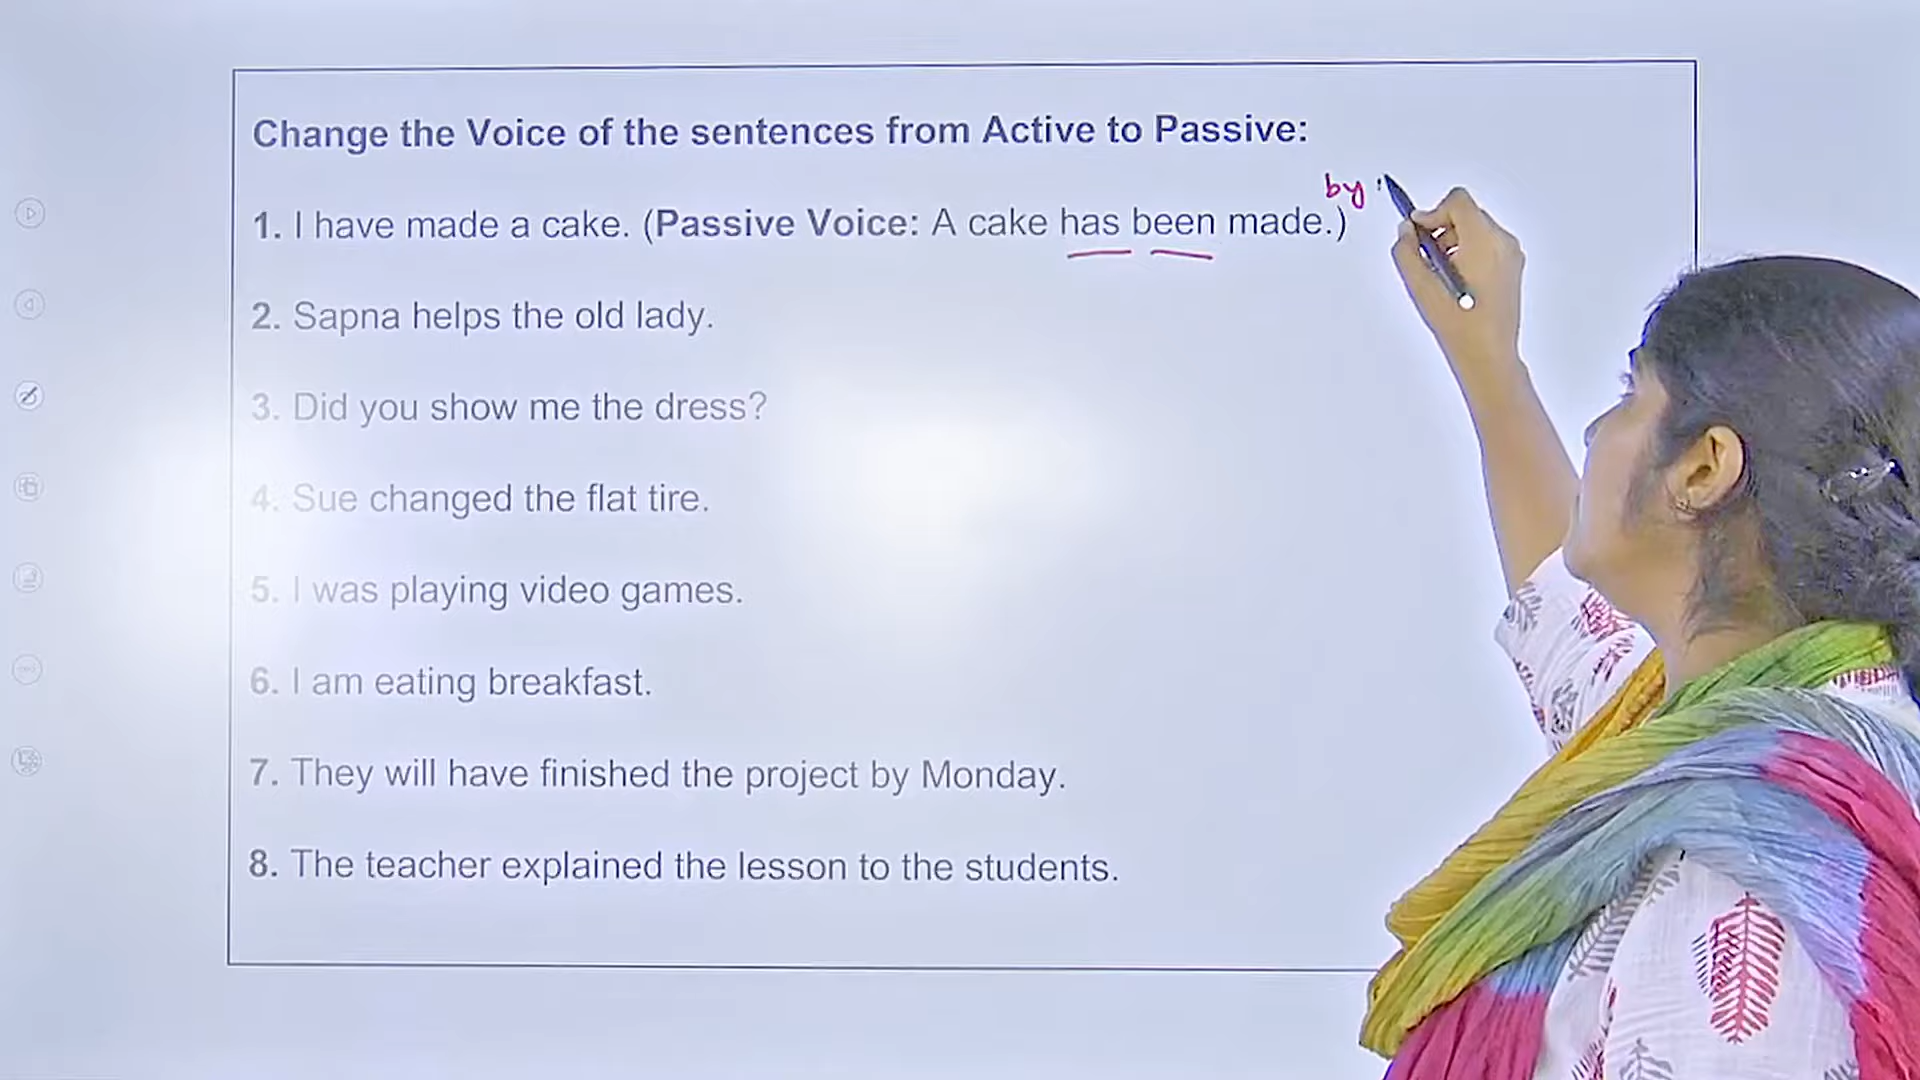 Change the Voice of the sentences from Active to Passive:
by
1. I have made a cake. (Passive Voice: A cake has been made.)
2. Sapna helps the old lady.
3. Did you show me the dress?
4. Sue changed the flat tire.
5. I was playing video games.
6. I am eating breakfast.
7. They will have finished the project by Monday.
8. The teacher explained the lesson to the students.